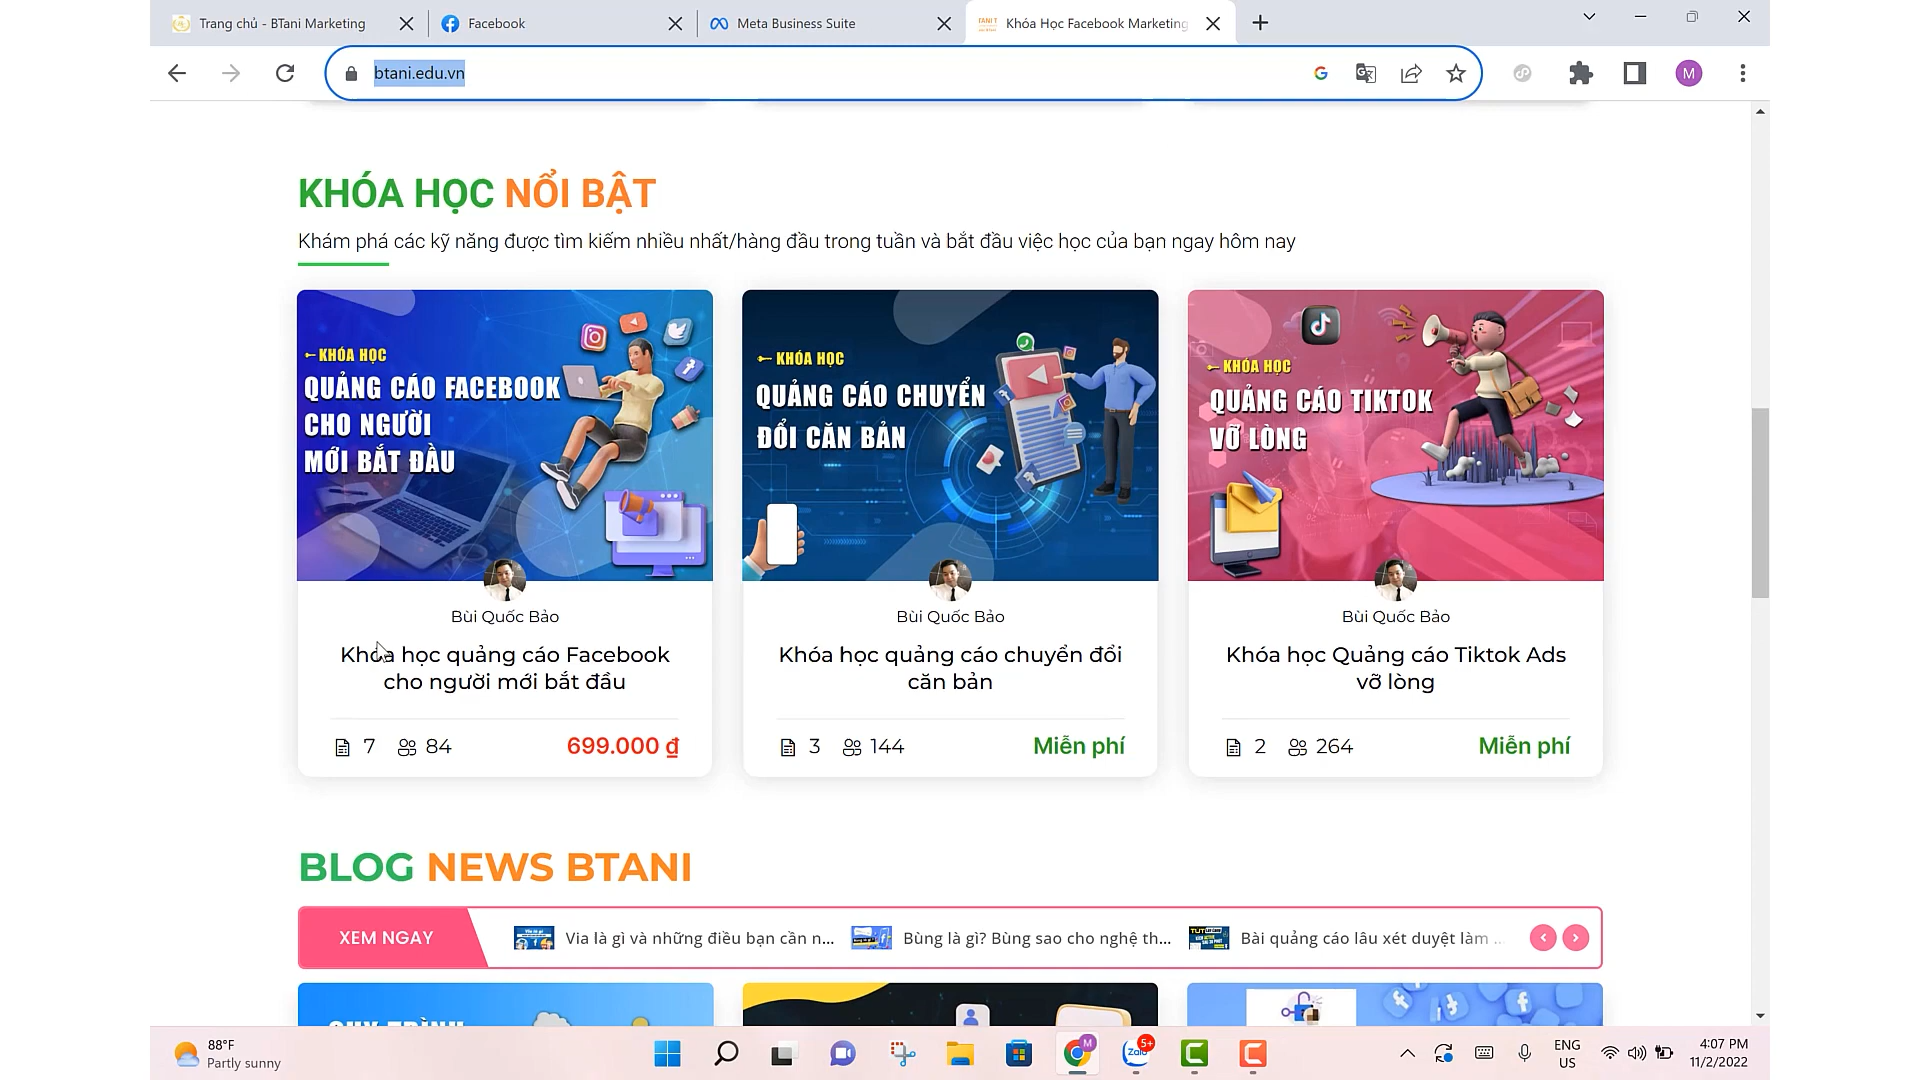 Trang chủ - BTani Marketing
Facebook
Meta Business Suite
Khóa Học Facebook Marketing
btani.edu.vn
M
KHÓA HỌC NỔI BẬT
Khám phá các kỹ năng được tìm kiếm nhiều nhất/hàng đầu trong tuần và bắt đầu việc học của bạn ngay hôm nay
KHÓA HỌC
QUẢNG CÁO FACEBOOK
CHO NGƯỜI
MỚI BẮT ĐẦU
KHÓA HỌC
QUẢNG CÁO CHUYỂN
ĐỔI CĂN BẢN
KHÓA HỌC
QUẢNG CÁO TIKTOK
VỠ LÒNG
Bùi Quốc Bảo
Bùi Quốc Bảo
Bùi Quốc Bảo
Khóa học quảng cáo Facebook
cho người mới bắt đầu
Khóa học quảng cáo chuyển đổi
căn bản
Khóa học Quảng cáo Tiktok Ads
vỡ lòng
7 84 699.000 ₫
3 144 Miễn phí
2 264 Miễn phí
BLOG NEWS BTANI
XEM NGAY
Via là gì và những điều bạn cần n...
Bùng là gì? Bùng sao cho nghệ th...
Bài quảng cáo lâu xét duyệt làm ...
QUY TRÌNH
88°F
Partly sunny
M
Zalo
5+
ENG
US
4:07 PM
11/2/2022